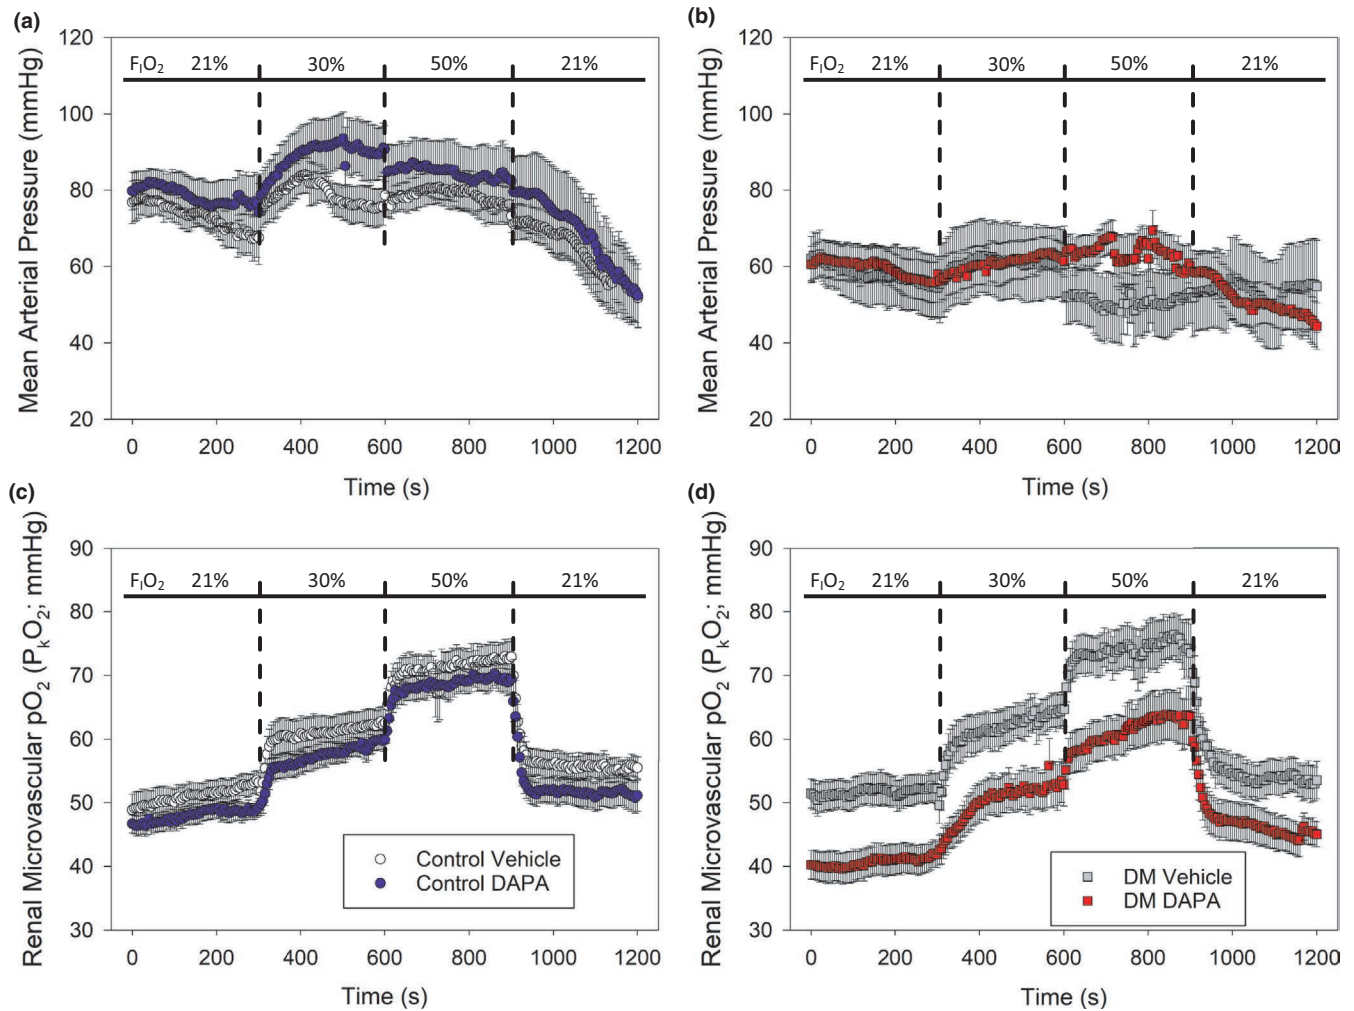 (a)
120
100
80
60
40
20
Mean Arterial Pressure (mmHg)
FIO2 21% 30% 50% 21%
0 200 400 600 800 1000 1200
Time (s)
(b)
120
100
80
60
40
20
Mean Arterial Pressure (mmHg)
FIO2 21% 30% 50% 21%
0 200 400 600 800 1000 1200
Time (s)
(c)
90
80
70
60
50
40
30
Renal Microvascular pO2 (PkO2; mmHg)
FIO2 21% 30% 50% 21%
Control Vehicle
Control DAPA
0 200 400 600 800 1000 1200
Time (s)
(d)
90
80
70
60
50
40
30
Renal Microvascular pO2 (PkO2; mmHg)
FIO2 21% 30% 50% 21%
DM Vehicle
DM DAPA
0 200 400 600 800 1000 1200
Time (s)